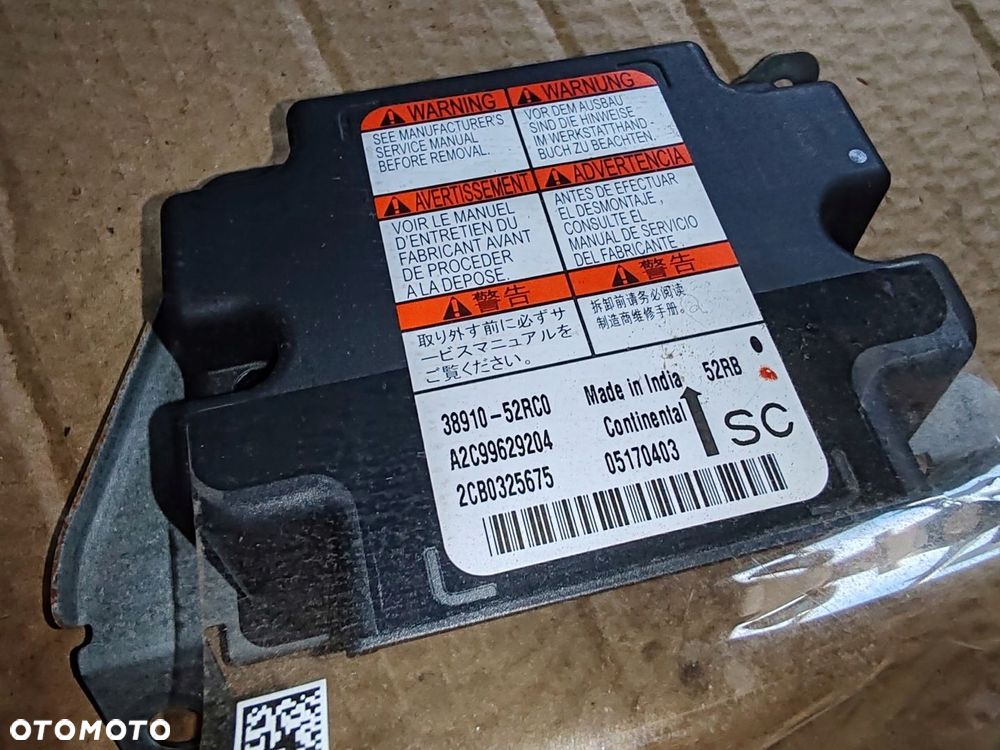 WARNING
SEE MANUFACTURER'S
SERVICE MANUAL
BEFORE REMOVAL.
WARNUNG
VOR DEM AUSBAU
SIND DIE HINWEISE
IM WERKSTATTHAND-
BUCH ZU BEACHTEN.
AVERTISSEMENT
VOIR LE MANUEL
D'ENTRETIEN DU
FABRICANT AVANT
DE PROCEDER
A LA DEPOSE.
ADVERTENCIA
ANTES DE EFECTUAR
EL DESMONTAJE,
CONSULTE EL
MANUAL DE SERVICIO
DEL FABRICANTE.
警告
取り外す前に必ずサ
ービスマニュアルを
ご覧ください。
警告
拆卸前请务必阅读
制造商维修手册。
38910-52RC0
A2C99629204
2CB0325675
Made in India 52RB
Continental
05170403
SC
OTOMOTO